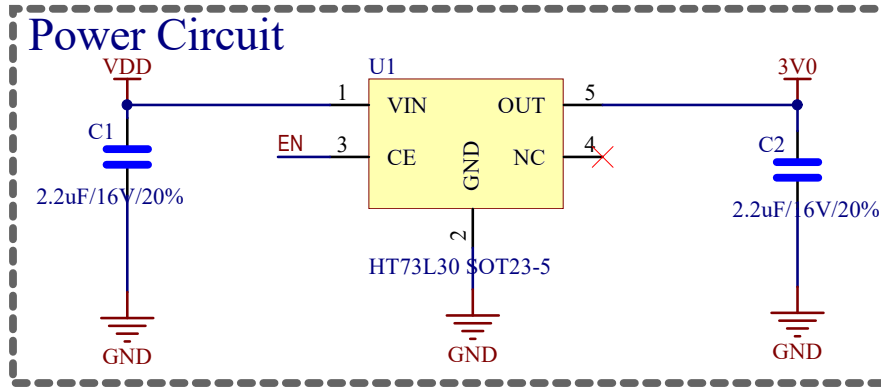 Power Circuit
VDD
U1
3V0
1
VIN
OUT
5
C1
EN
3
CE
GND
NC
4
C2
2.2uF/16V/20%
2.2uF/16V/20%
2
HT73L30 SOT23-5
GND
GND
GND